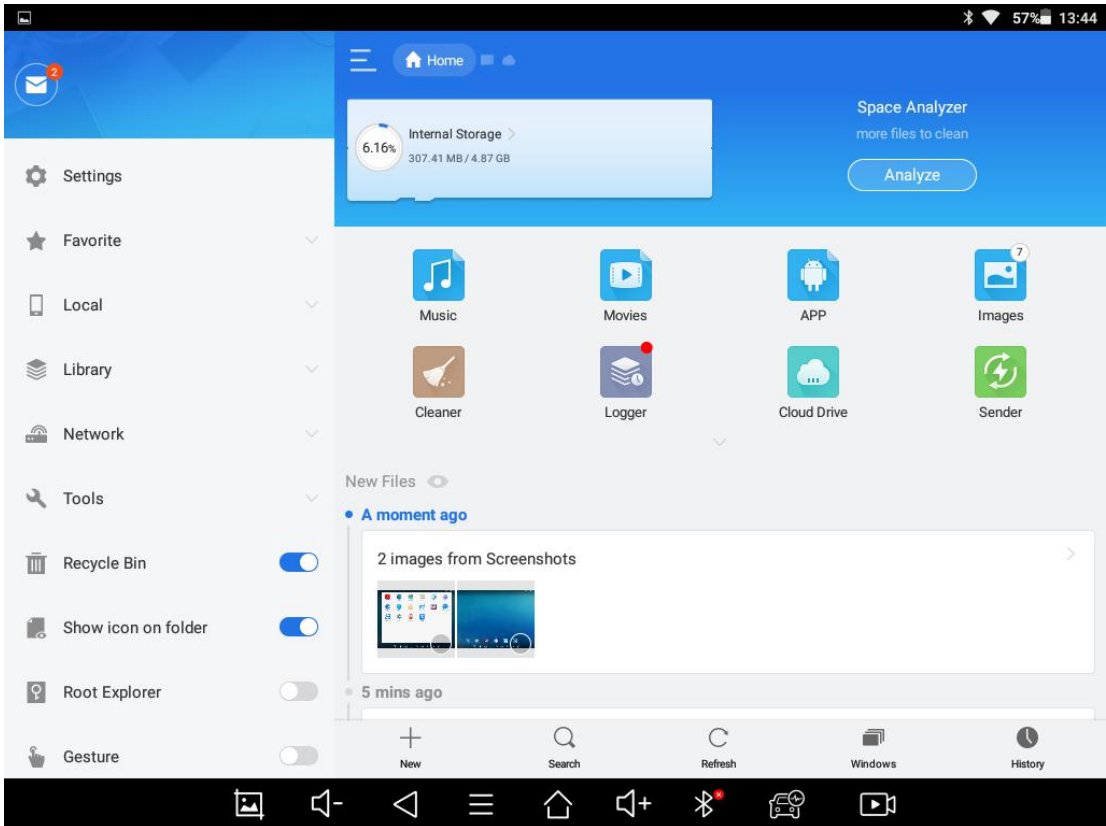 57% 13:44
2
Settings
Favorite
Local
Library
Network
Tools
Recycle Bin
Show icon on folder
Root Explorer
Gesture
Home
6.16%
Internal Storage
307.41 MB / 4.87 GB
Space Analyzer
more files to clean
Analyze
7
Music Movies APP Images
Cleaner Logger Cloud Drive Sender
New Files
A moment ago
2 images from Screenshots
5 mins ago
New Search Refresh Windows History